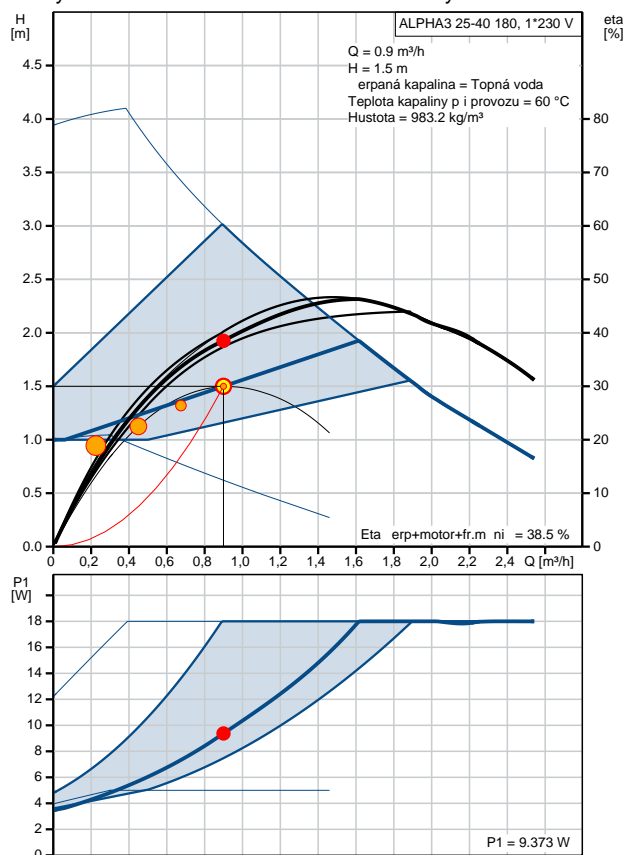 H
[m]
ALPHA3 25-40 180, 1*230 V
eta
[%]
Q = 0.9 m³/h
H = 1.5 m
erpaná kapalina = Topná voda
Teplota kapaliny p i provozu = 60 °C
Hustota = 983.2 kg/m³
4.5
4.0
3.5
3.0
2.5
2.0
1.5
1.0
0.5
0.0
80
70
60
50
40
30
20
10
0
Eta erp+motor+fr.m ni = 38.5 %
0 0,2 0,4 0,6 0,8 1,0 1,2 1,4 1,6 1,8 2,0 2,2 2,4 Q [m³/h]
P1
[W]
18
16
14
12
10
8
6
4
2
0
P1 = 9.373 W